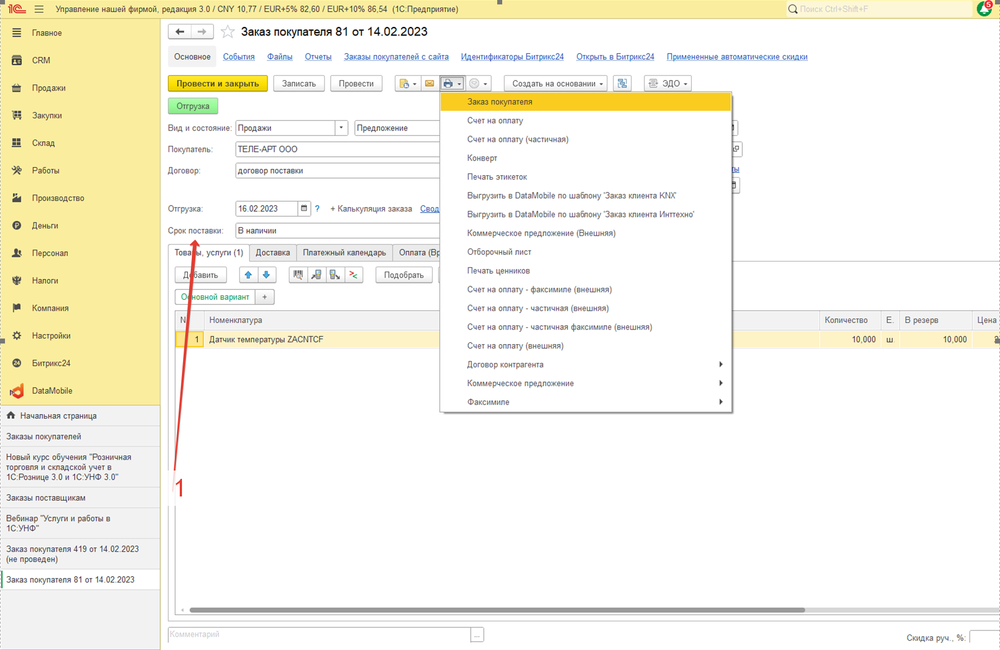 1С Управление нашей фирмой, редакция 3.0 / CNY 10,77 / EUR+5% 82,60 / EUR+10% 86,54 (1С:Предприятие)
Поиск Ctrl+Shift+F
5
Главное
CRM
Продажи
Закупки
Склад
Работы
Производство
Деньги
Персонал
Налоги
Компания
Настройки
24 Битрикс24
DataMobile
Начальная страница
Заказы покупателей
Новый курс обучения "Розничная
торговля и складской учет в
1С:Рознице 3.0 и 1С:УНФ 3.0"
Заказы поставщикам
Вебинар "Услуги и работы в
1С:УНФ"
Заказ покупателя 419 от 14.02.2023
(не проведен)
Заказ покупателя 81 от 14.02.2023
Заказ покупателя 81 от 14.02.2023
Основное События Файлы Отчеты Заказы покупателей с сайта Идентификаторы Битрикс24 Открыть в Битрикс24 Примененные автоматические скидки
Провести и закрыть Записать Провести Создать на основании ЭДО
Отгрузка
Вид и состояние: Продажи Предложение
Покупатель: ТЕЛЕ-АРТ ООО
Договор: договор поставки
ты
Отгрузка: 16.02.2023 ? + Калькуляция заказа Свод
Срок поставки: В наличии
Товары, услуги (1) Доставка Платежный календарь Оплата (Вр
Добавить Подобрать
Основной вариант +
N Номенклатура Количество Е. В резерв Цена
1 Датчик температуры ZACNTCF 10,000 ш. 10,000
Заказ покупателя
Счет на оплату
Счет на оплату (частичная)
Конверт
Печать этикеток
Выгрузить в DataMobile по шаблону 'Заказ клиента KNX'
Выгрузить в DataMobile по шаблону 'Заказ клиента Инттехно'
Коммерческое предложение (Внешняя)
Отборочный лист
Печать ценников
Счет на оплату - факсимиле (внешняя)
Счет на оплату - частичная (внешняя)
Счет на оплату - частичная факсимиле (внешняя)
Счет на оплату (внешняя)
Договор контрагента
Коммерческое предложение
Факсимиле
1
Комментарий ...
Скидка руч., %: